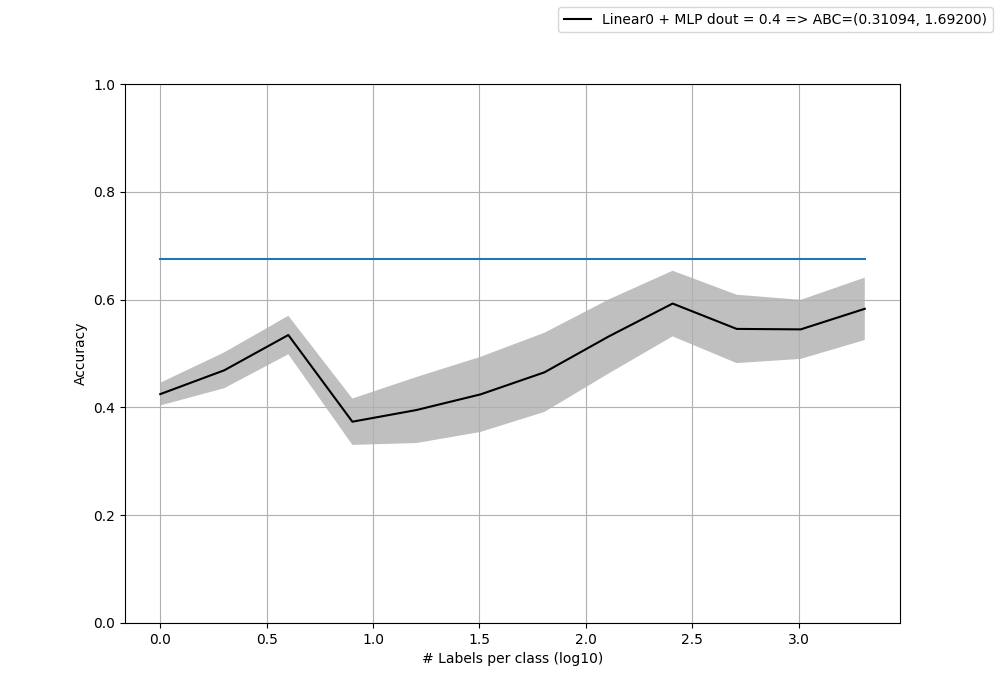 Linear0 + MLP dout = 0.4 => ABC=(0.31094, 1.69200)
1.0
0.8
0.6
0.4
0.2
0.0
Accuracy
0.0 0.5 1.0 1.5 2.0 2.5 3.0
# Labels per class (log10)